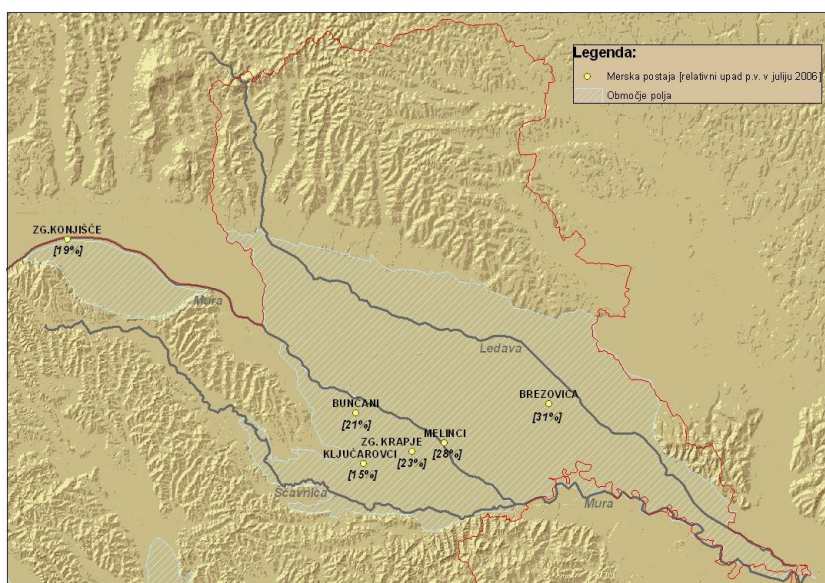 Legenda:
Merska postaja [relativni upad p.v. v juliju 2006]
Območje polja
ZG.KONJIŠČE
[19%]
Mura
Ledava
BREZOVICA
[31%]
BUNČANI
[21%]
MELINCI
[28%]
ZG. KRAPJE
[23%]
KLJUČAROVCI
[15%]
Ščavnica
Mura